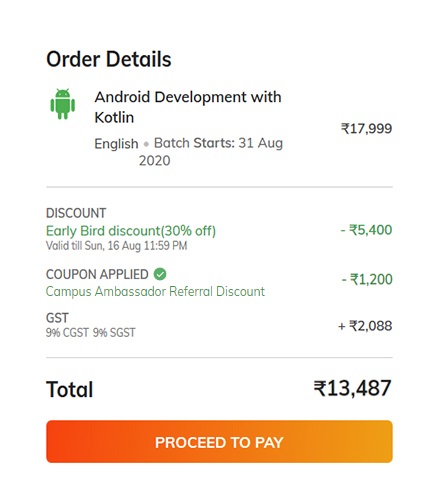 Order Details
Android Development with
Kotlin
₹17,999
English • Batch Starts: 31 Aug
2020
DISCOUNT
Early Bird discount(30% off)
- ₹5,400
Valid till Sun, 16 Aug 11:59 PM
COUPON APPLIED
- ₹1,200
Campus Ambassador Referral Discount
GST
+ ₹2,088
9% CGST 9% SGST
Total
₹13,487
PROCEED TO PAY